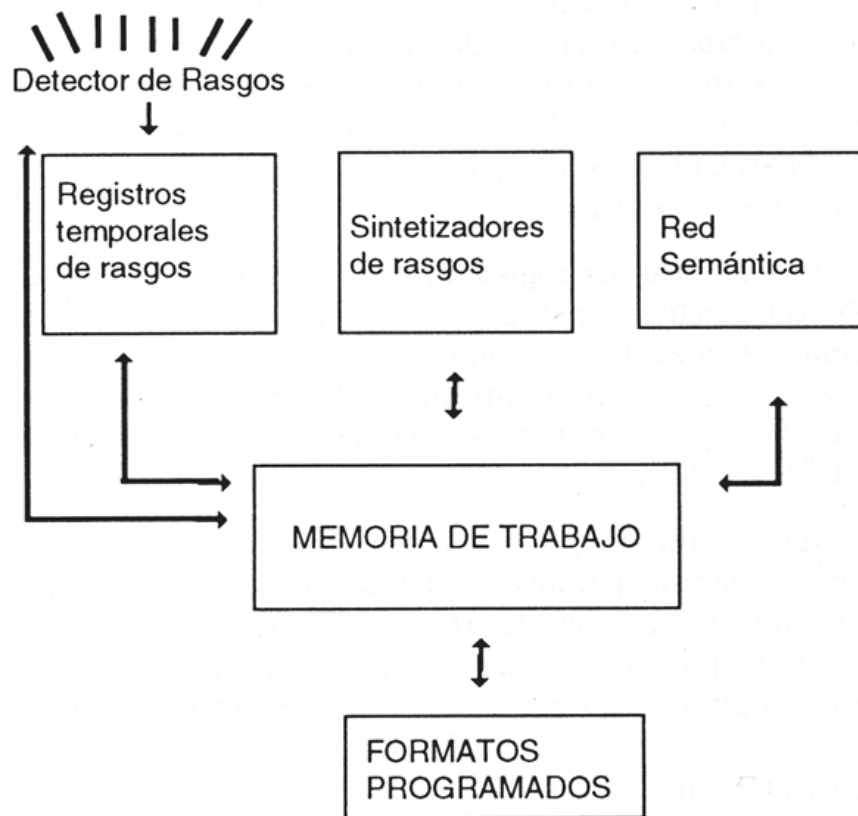 Detector de Rasgos
Registros
temporales
de rasgos
Sintetizadores
de rasgos
Red
Semántica
MEMORIA DE TRABAJO
FORMATOS
PROGRAMADOS